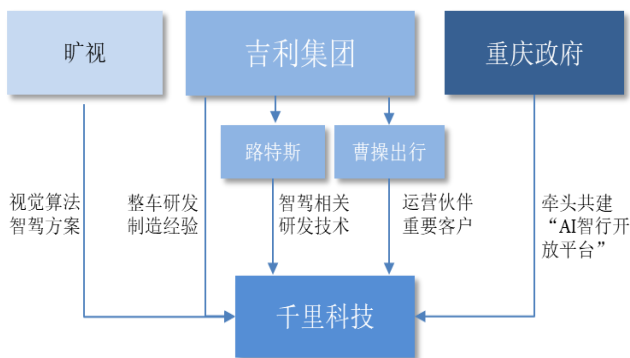 旷视
吉利集团
重庆政府
路特斯
曹操出行
视觉算法
智驾方案
整车研发
制造经验
智驾相关
研发技术
运营伙伴
重要客户
牵头共建
“AI智行开
放平台”
千里科技